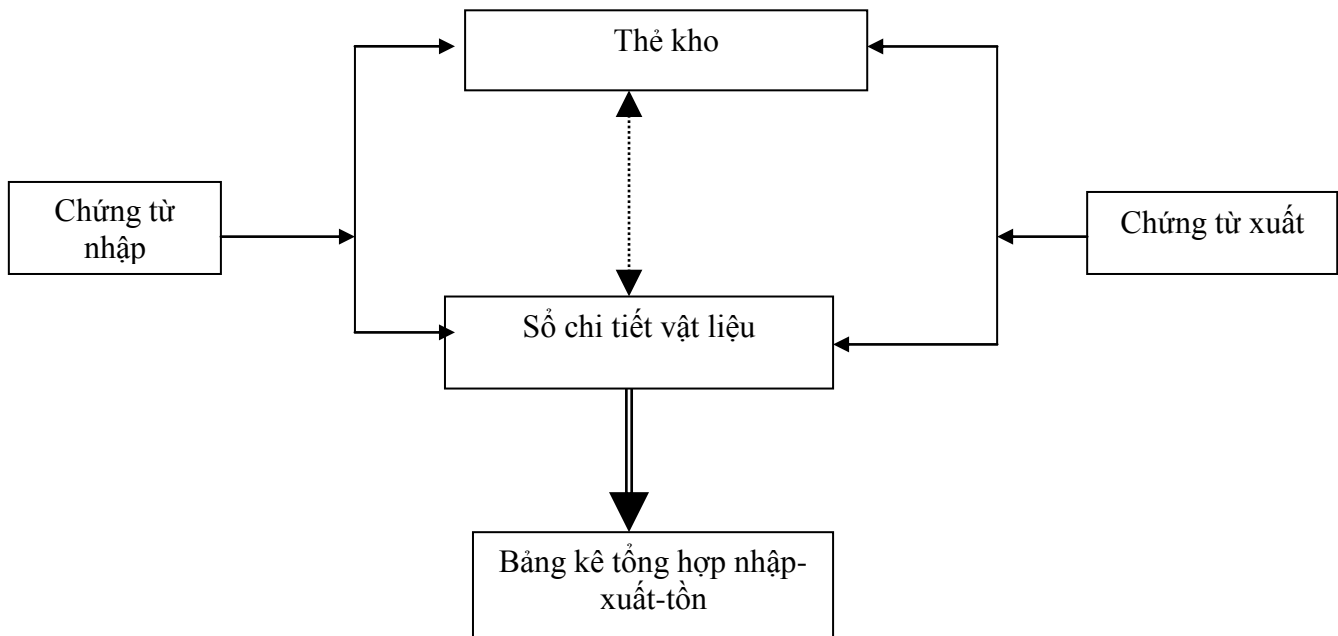 Thẻ kho
Chứng từ
nhập
Chứng từ xuất
Sổ chi tiết vật liệu
Bảng kê tổng hợp nhập-
xuất-tồn